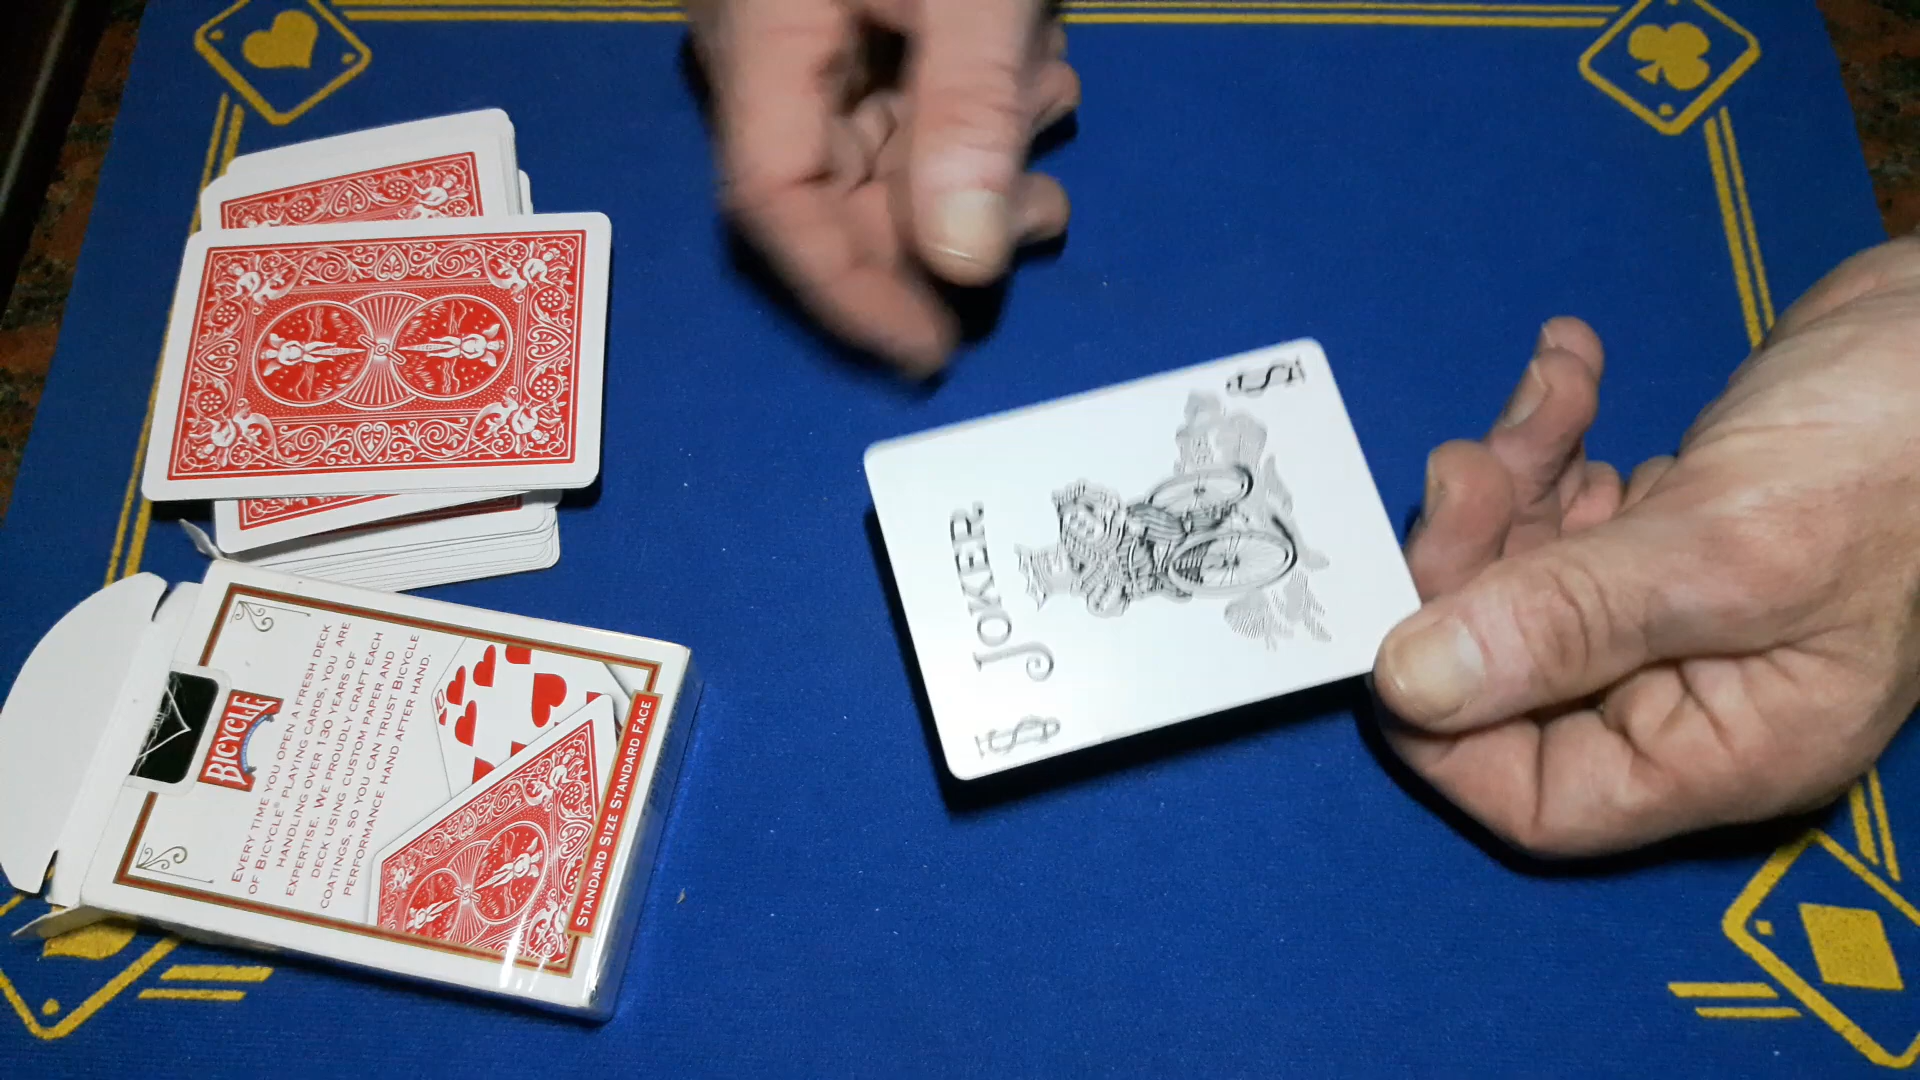 JOKER
BICYCLE
EVERY TIME YOU OPEN A FRESH DECK
OF BICYCLE® PLAYING CARDS, YOU ARE
HANDLING OVER 130 YEARS OF
EXPERTISE. WE PROUDLY CRAFT EACH
DECK USING CUSTOM PAPER AND
COATINGS, SO YOU CAN TRUST BICYCLE
PERFORMANCE HAND AFTER HAND.
10
STANDARD SIZE STANDARD FACE